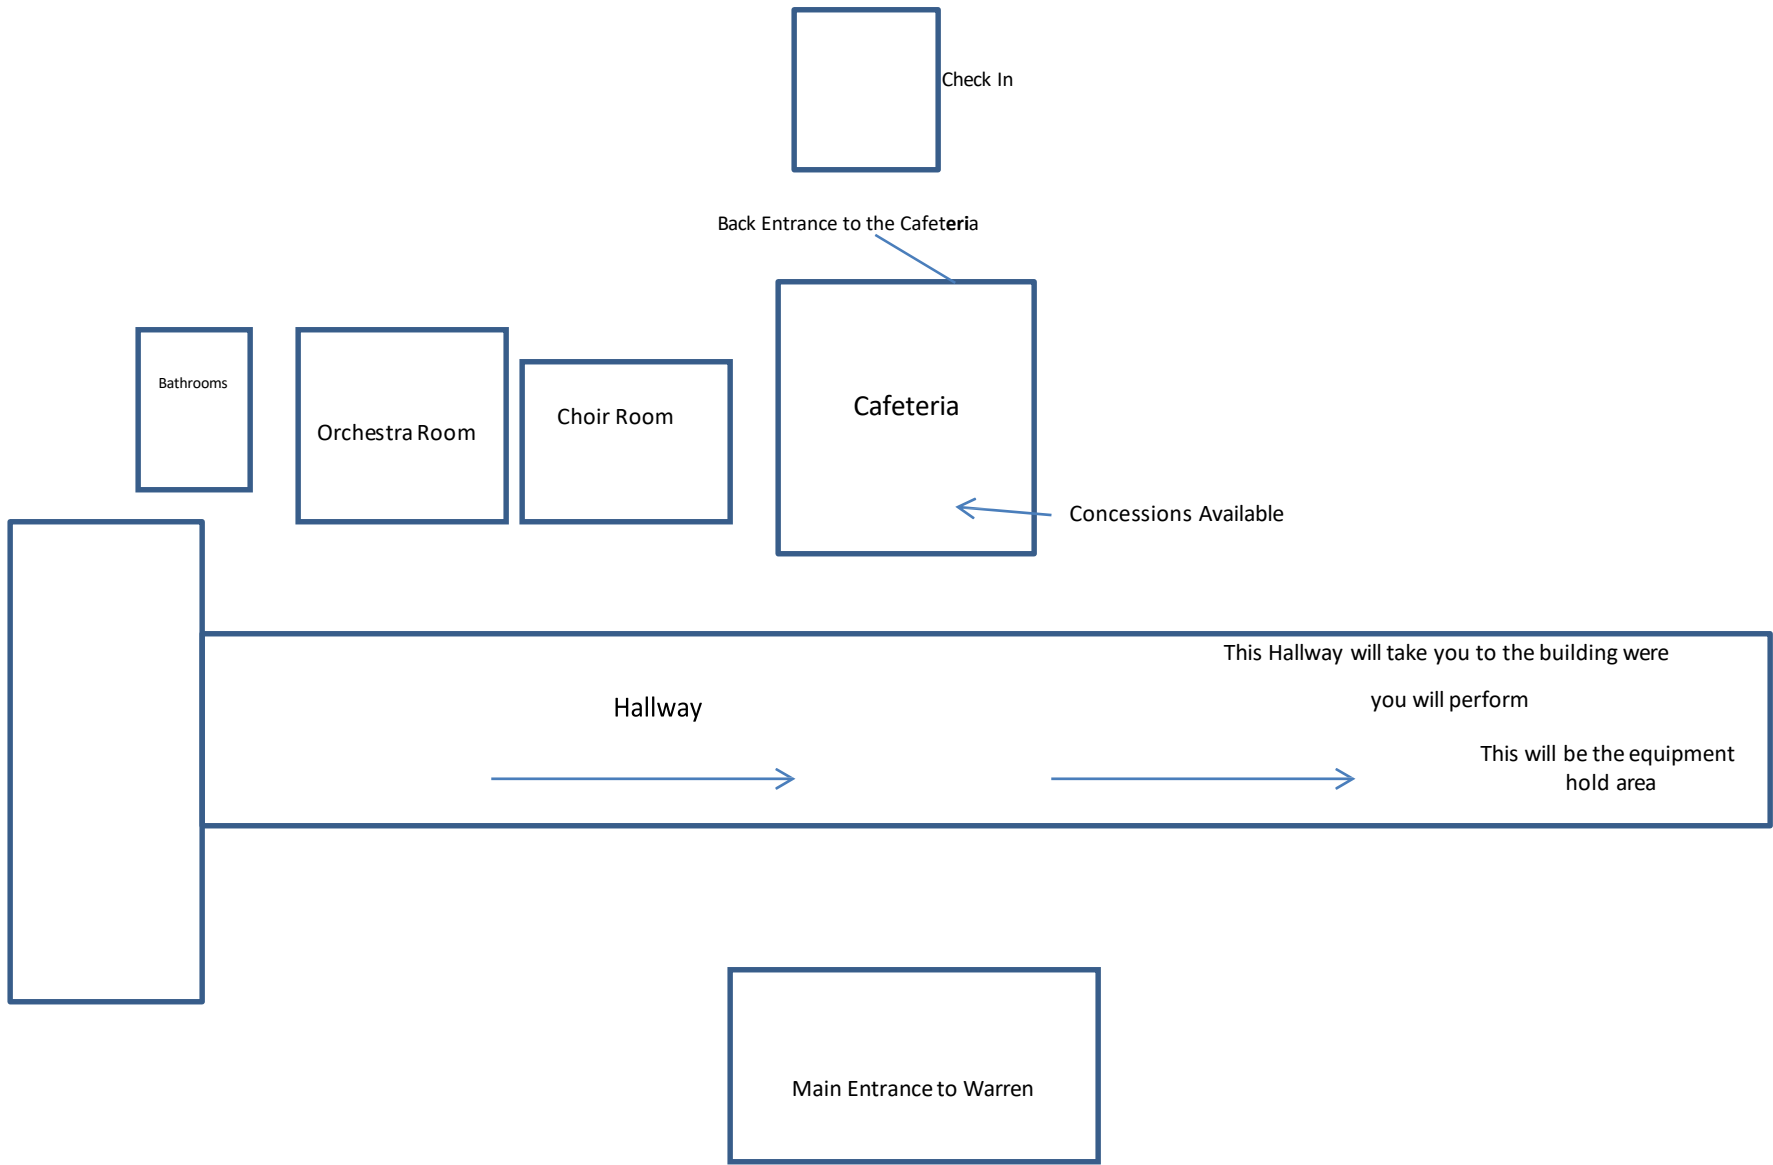 Check In
Back Entrance to the Cafeteria
Bathrooms
Orchestra Room
Choir Room
Cafeteria
Concessions Available
This Hallway will take you to the building were
you will perform
Hallway
This will be the equipment
hold area
Main Entrance to Warren